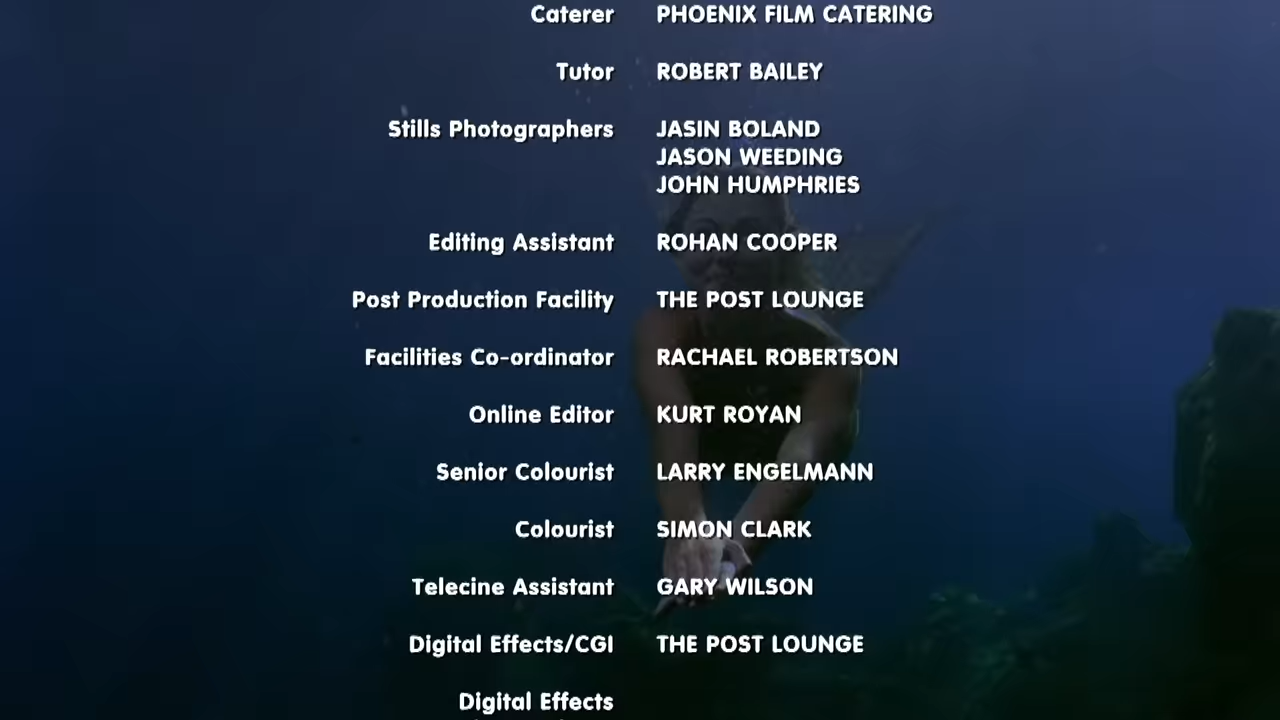 Caterer PHOENIX FILM CATERING
Tutor ROBERT BAILEY
Stills Photographers JASIN BOLAND
JASON WEEDING
JOHN HUMPHRIES
Editing Assistant ROHAN COOPER
Post Production Facility THE POST LOUNGE
Facilities Co-ordinator RACHAEL ROBERTSON
Online Editor KURT ROYAN
Senior Colourist LARRY ENGELMANN
Colourist SIMON CLARK
Telecine Assistant GARY WILSON
Digital Effects/CGI THE POST LOUNGE
Digital Effects